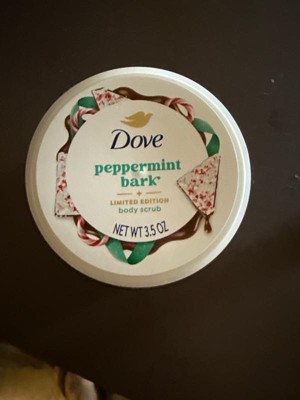 Dove
peppermint
bark*
LIMITED EDITION
body scrub
NET WT 3.5 OZ